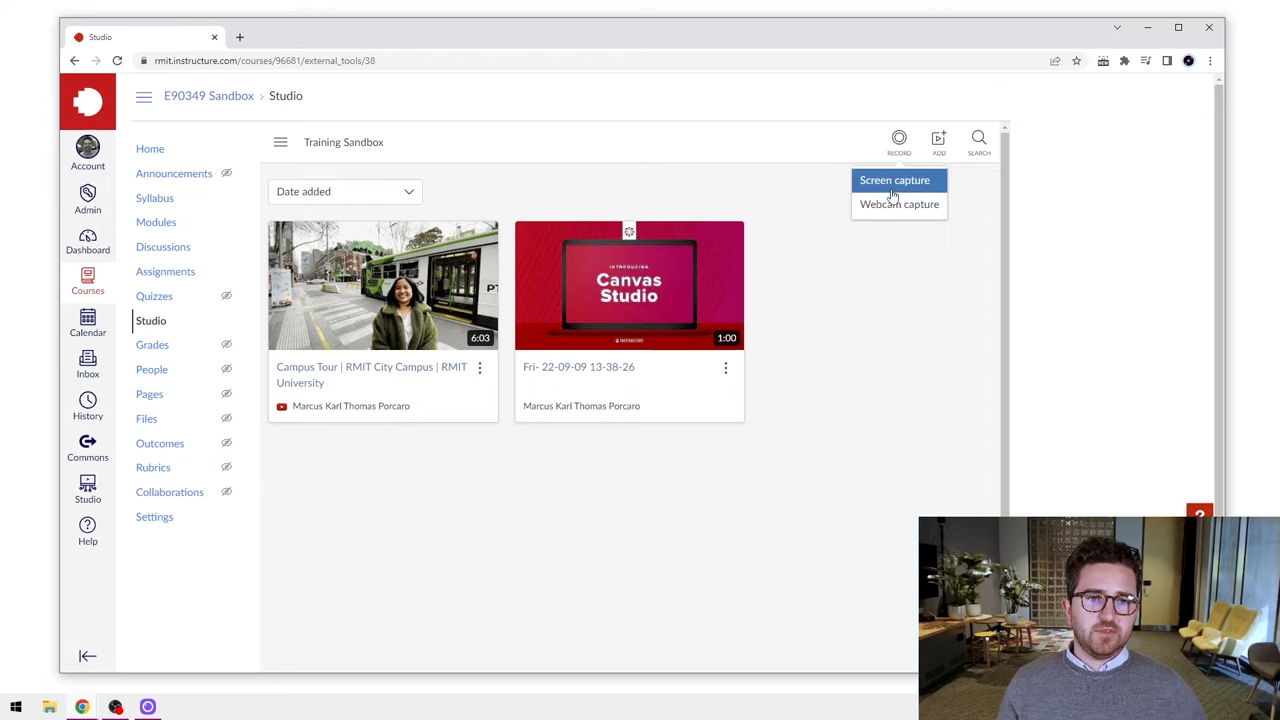 Studio
rmit.instructure.com/courses/96681/external_tools/38
E90349 Sandbox › Studio
Account
Admin
Dashboard
Courses
Calendar
Inbox
History
Commons
Studio
Help
Home
Announcements
Syllabus
Modules
Discussions
Assignments
Quizzes
Studio
Grades
People
Pages
Files
Outcomes
Rubrics
Collaborations
Settings
Training Sandbox
RECORD
ADD
SEARCH
Screen capture
Webcam capture
Date added
6:03
Campus Tour | RMIT City Campus | RMIT
University
Marcus Karl Thomas Porcaro
INTRODUCING
Canvas
Studio
INSTRUCTURE
1:00
Fri- 22-09-09 13-38-26
Marcus Karl Thomas Porcaro